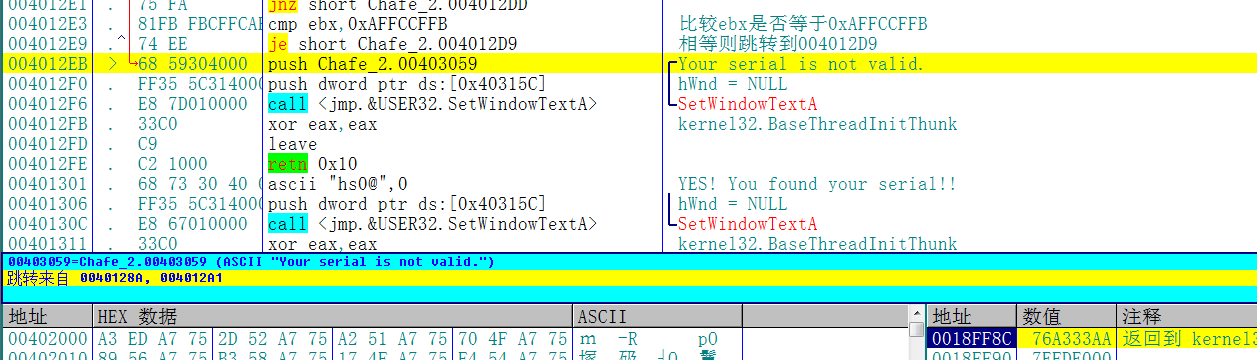 004012E1 . 75 FA jnz short Chafe_2.004012DD
004012E3 . 81FB FBCFFCAF cmp ebx,0xAFFCCFFB 比较ebx是否等于0xAFFCCFFB
004012E9 .^ 74 EE je short Chafe_2.004012D9 相等则跳转到004012D9
004012EB > 68 59304000 push Chafe_2.00403059 Your serial is not valid.
004012F0 . FF35 5C314000 push dword ptr ds:[0x40315C] hWnd = NULL
004012F6 . E8 7D010000 call <jmp.&USER32.SetWindowTextA> SetWindowTextA
004012FB . 33C0 xor eax,eax kernel32.BaseThreadInitThunk
004012FD . C9 leave
004012FE . C2 1000 retn 0x10
00401301 . 68 73 30 40 ascii "hs0@",0 YES! You found your serial!!
00401306 . FF35 5C314000 push dword ptr ds:[0x40315C] hWnd = NULL
0040130C . E8 67010000 call <jmp.&USER32.SetWindowTextA> SetWindowTextA
00401311 . 33C0 xor eax,eax kernel32.BaseThreadInitThunk
00403059=Chafe_2.00403059 (ASCII "Your serial is not valid.")
跳转来自 0040128A, 004012A1
地址 HEX 数据 ASCII 地址 数值 注释
00402000 A3 ED A7 75 2D 52 A7 75 A2 51 A7 75 70 4F A7 75 m -R pO 0018FF8C 76A333AA 返回到 kernel3
00402010 89 56 A7 75 B3 58 A7 75 17 4F A7 75 F4 54 A7 75 0018FF90 7EFDE000